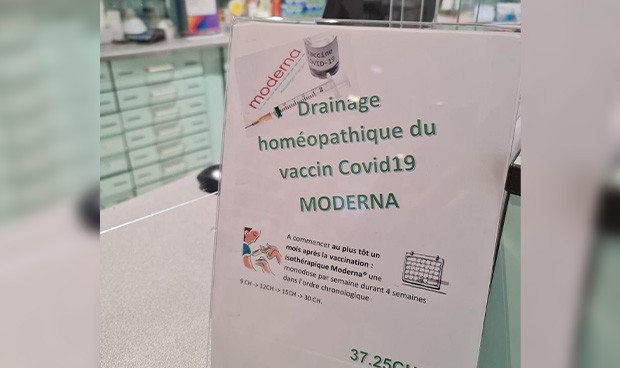 moderna
Vaccine
COVID-19
Drainage
homéopathique du
vaccin Covid19
MODERNA
A commencer au plus tôt un
mois après la vaccination :
isothérapique Moderna® une
monodose par semaine durant 4 semaines
dans l'ordre chronologique
9 CH -> 12CH -> 15CH -> 30 CH.
37.25CH